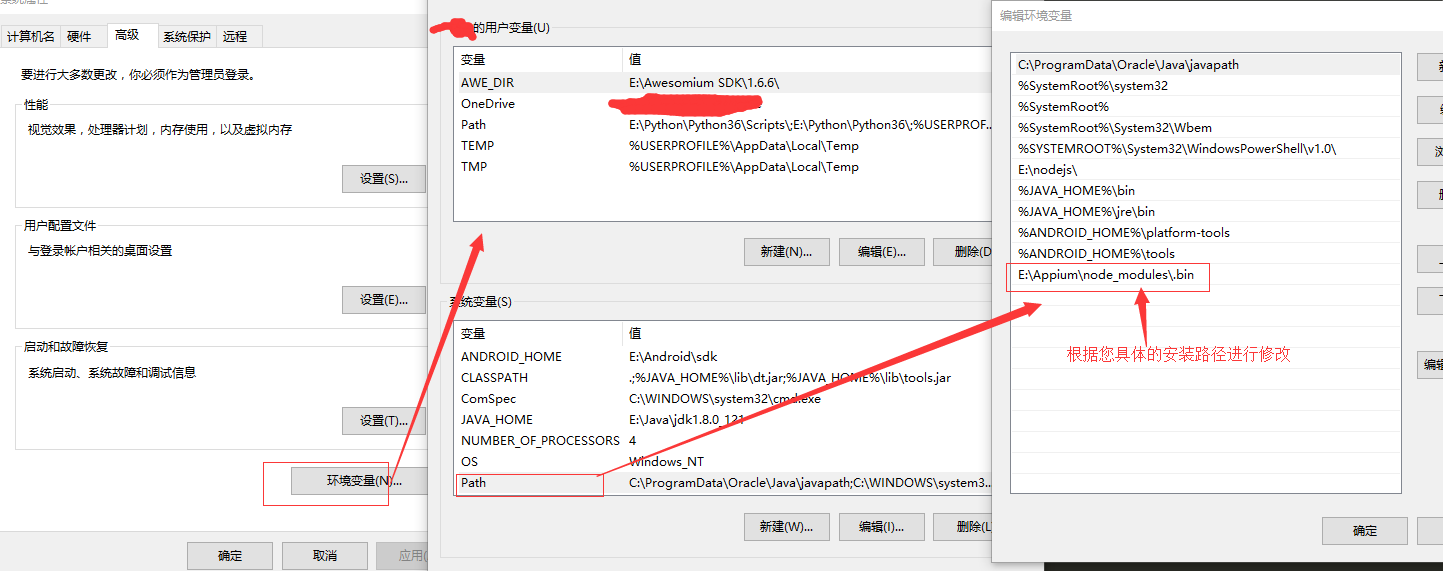 计算机名 硬件 高级 系统保护 远程
要进行大多数更改，你必须作为管理员登录。
性能
视觉效果，处理器计划，内存使用，以及虚拟内存
设置(S)...
用户配置文件
与登录帐户相关的桌面设置
设置(E)...
启动和故障恢复
系统启动、系统故障和调试信息
设置(T)...
环境变量(N)...
确定 取消 应用(
的用户变量(U)
变量 值
AWE_DIR E:\Awesomium SDK\1.6.6\
OneDrive
Path E:\Python\Python36\Scripts\;E:\Python\Python36\;%USERPROF...
TEMP %USERPROFILE%\AppData\Local\Temp
TMP %USERPROFILE%\AppData\Local\Temp
新建(N)... 编辑(E)... 删除(D
系统变量(S)
变量 值
ANDROID_HOME E:\Android\sdk
CLASSPATH .;%JAVA_HOME%\lib\dt.jar;%JAVA_HOME%\lib\tools.jar
ComSpec C:\WINDOWS\system32\cmd.exe
JAVA_HOME E:\Java\jdk1.8.0_121
NUMBER_OF_PROCESSORS 4
OS Windows_NT
Path C:\ProgramData\Oracle\Java\javapath;C:\WINDOWS\system3...
新建(W)... 编辑(I)... 删除(L
编辑环境变量
C:\ProgramData\Oracle\Java\javapath
%SystemRoot%\system32
%SystemRoot%
%SystemRoot%\System32\Wbem
%SYSTEMROOT%\System32\WindowsPowerShell\v1.0\
E:\nodejs\
%JAVA_HOME%\bin
%JAVA_HOME%\jre\bin
%ANDROID_HOME%\platform-tools
%ANDROID_HOME%\tools
E:\Appium\node_modules\.bin
根据您具体的安装路径进行修改
编辑
确定